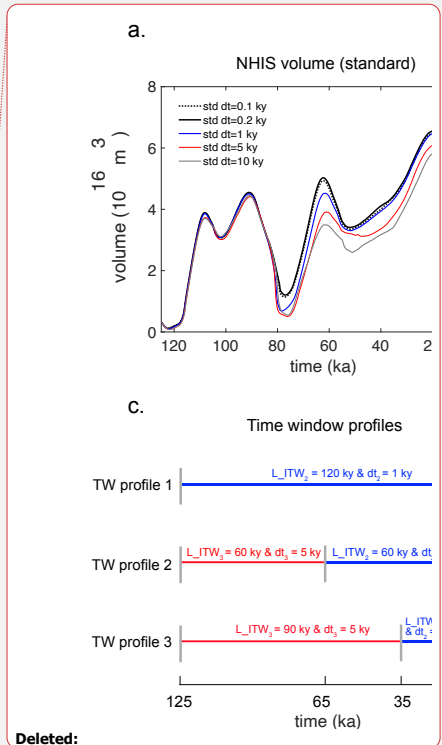 a.
NHIS volume (standard)
8
6
4
2
0
volume (10^16 m^3)
std dt=0.1 ky
std dt=0.2 ky
std dt=1 ky
std dt=5 ky
std dt=10 ky
120 100 80 60 40 2
time (ka)
c.
Time window profiles
TW profile 1
L_ITW₂ = 120 ky & dt₂ = 1 ky
TW profile 2
L_ITW₃ = 60 ky & dt₃ = 5 ky
L_ITW₂ = 60 ky & dt₂
TW profile 3
L_ITW₃ = 90 ky & dt₃ = 5 ky
L_IT
& dt₂ =
125 65 35
time (ka)
Deleted: